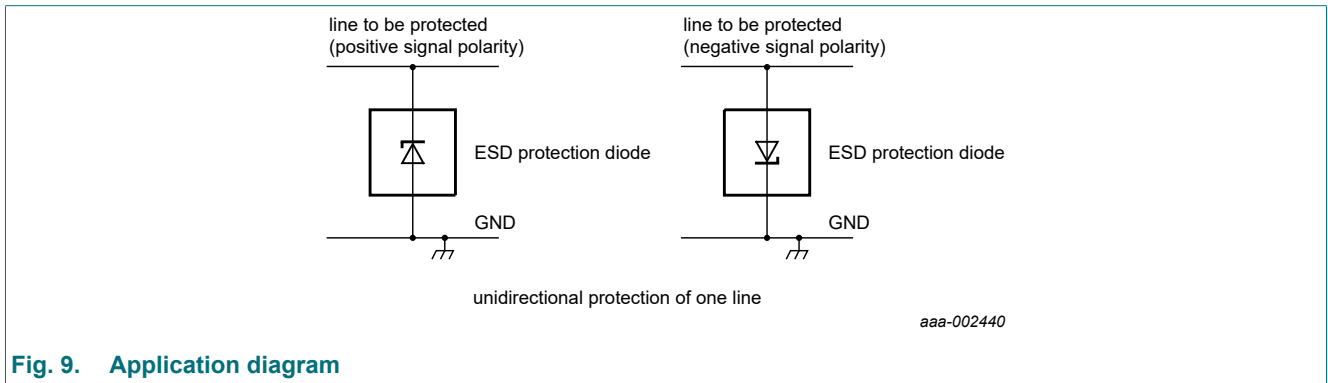 line to be protected
(positive signal polarity)
line to be protected
(negative signal polarity)
ESD protection diode
ESD protection diode
GND
GND
unidirectional protection of one line
aaa-002440
Fig. 9. Application diagram